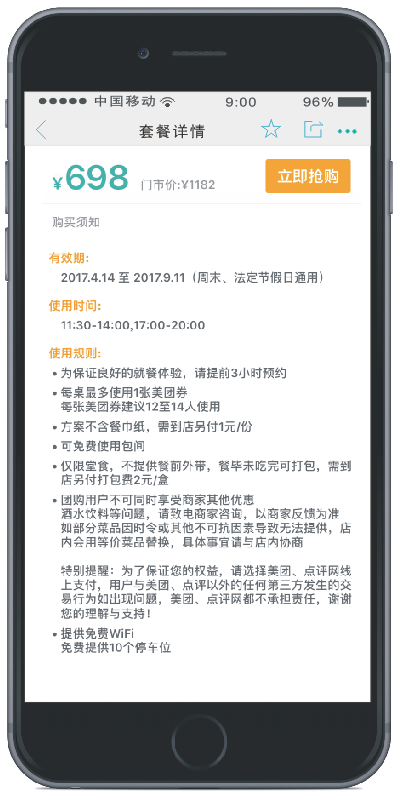 中国移动 9:00 96%
套餐详情
¥698 门市价:¥1182 立即抢购
购买须知
有效期:
2017.4.14 至 2017.9.11（周末、法定节假日通用）
使用时间:
11:30-14:00,17:00-20:00
使用规则:
• 为保证良好的就餐体验，请提前3小时预约
• 每桌最多使用1张美团券
每张美团券建议12至14人使用
• 方案不含餐巾纸，需到店另付1元/份
• 可免费使用包间
• 仅限堂食，不提供餐前外带，餐毕未吃完可打包，需到
店另付打包费2元/盒
• 团购用户不可同时享受商家其他优惠
酒水饮料等问题，请致电商家咨询，以商家反馈为准
如部分菜品因时令或其他不可抗因素导致无法提供，店
内会用等价菜品替换，具体事宜请与店内协商
特别提醒：为了保证您的权益，请选择美团、点评网线
上支付，用户与美团、点评以外的任何第三方发生的交
易行为如出现问题，美团、点评网都不承担责任，谢谢
您的理解与支持！
• 提供免费WiFi
免费提供10个停车位